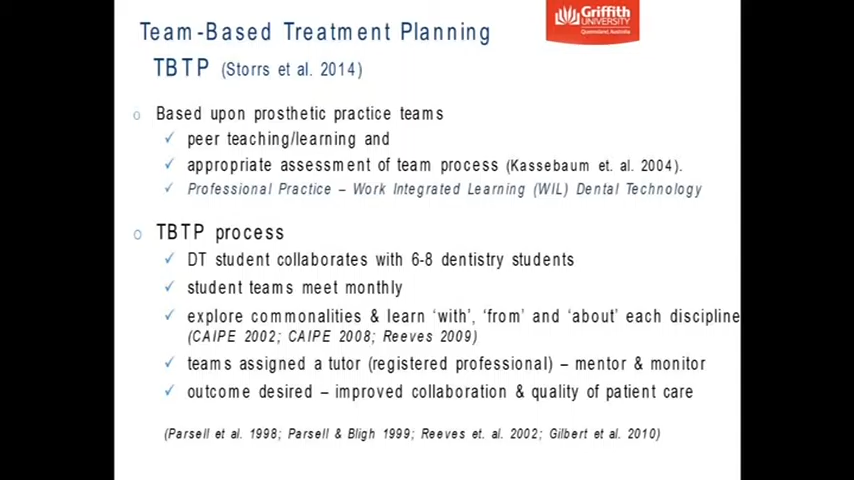 Team-Based Treatment Planning
Griffith
UNIVERSITY
Queensland, Australia
TBTP (Storrs et al. 2014)
o Based upon prosthetic practice teams
✓ peer teaching/learning and
✓ appropriate assessment of team process (Kassebaum et. al. 2004).
✓ Professional Practice – Work Integrated Learning (WIL) Dental Technology
o TBTP process
✓ DT student collaborates with 6-8 dentistry students
✓ student teams meet monthly
✓ explore commonalities & learn 'with', 'from' and 'about' each discipline
(CAIPE 2002; CAIPE 2008; Reeves 2009)
✓ teams assigned a tutor (registered professional) – mentor & monitor
✓ outcome desired – improved collaboration & quality of patient care
(Parsell et al. 1998; Parsell & Bligh 1999; Reeves et. al. 2002; Gilbert et al. 2010)